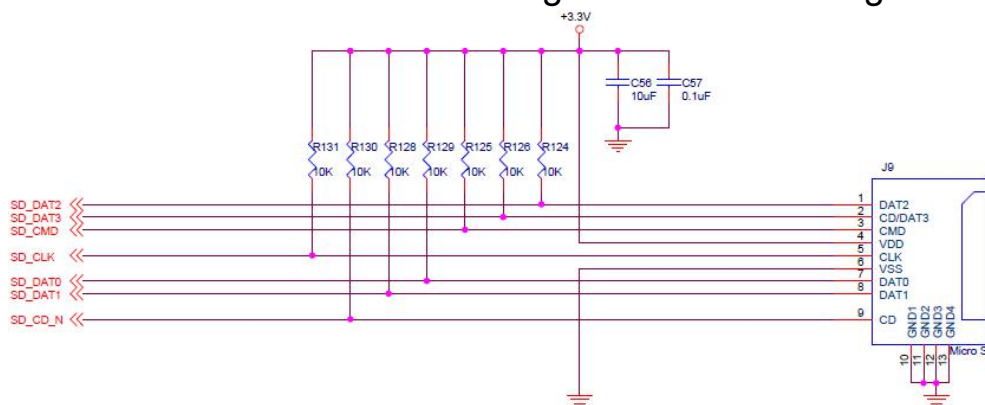 +3.3V
C56
10uF
C57
0.1uF
R131
10K
R130
10K
R128
10K
R129
10K
R125
10K
R126
10K
R124
10K
J9
SD_DAT2
SD_DAT3
SD_CMD
SD_CLK
SD_DAT0
SD_DAT1
SD_CD_N
1 DAT2
2 CD/DAT3
3 CMD
4 VDD
5 CLK
6 VSS
7 DAT0
8 DAT1
9 CD
GND1
GND2
GND3
GND4
10
11
12
13
Micro S